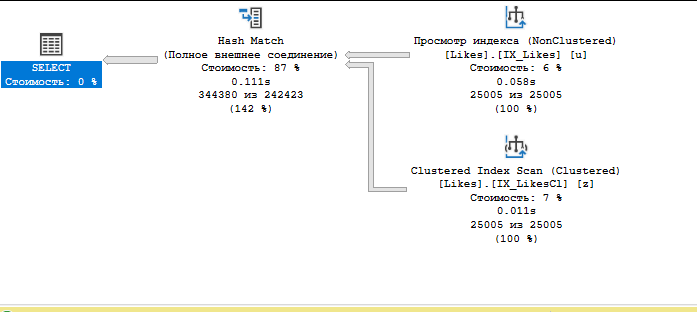 SELECT
Стоимость: 0 %
Hash Match
(Полное внешнее соединение)
Стоимость: 87 %
0.111s
344380 из 242423
(142 %)
Просмотр индекса (NonClustered)
[Likes].[IX_Likes] [u]
Стоимость: 6 %
0.058s
25005 из 25005
(100 %)
Clustered Index Scan (Clustered)
[Likes].[IX_LikesCl] [z]
Стоимость: 7 %
0.011s
25005 из 25005
(100 %)